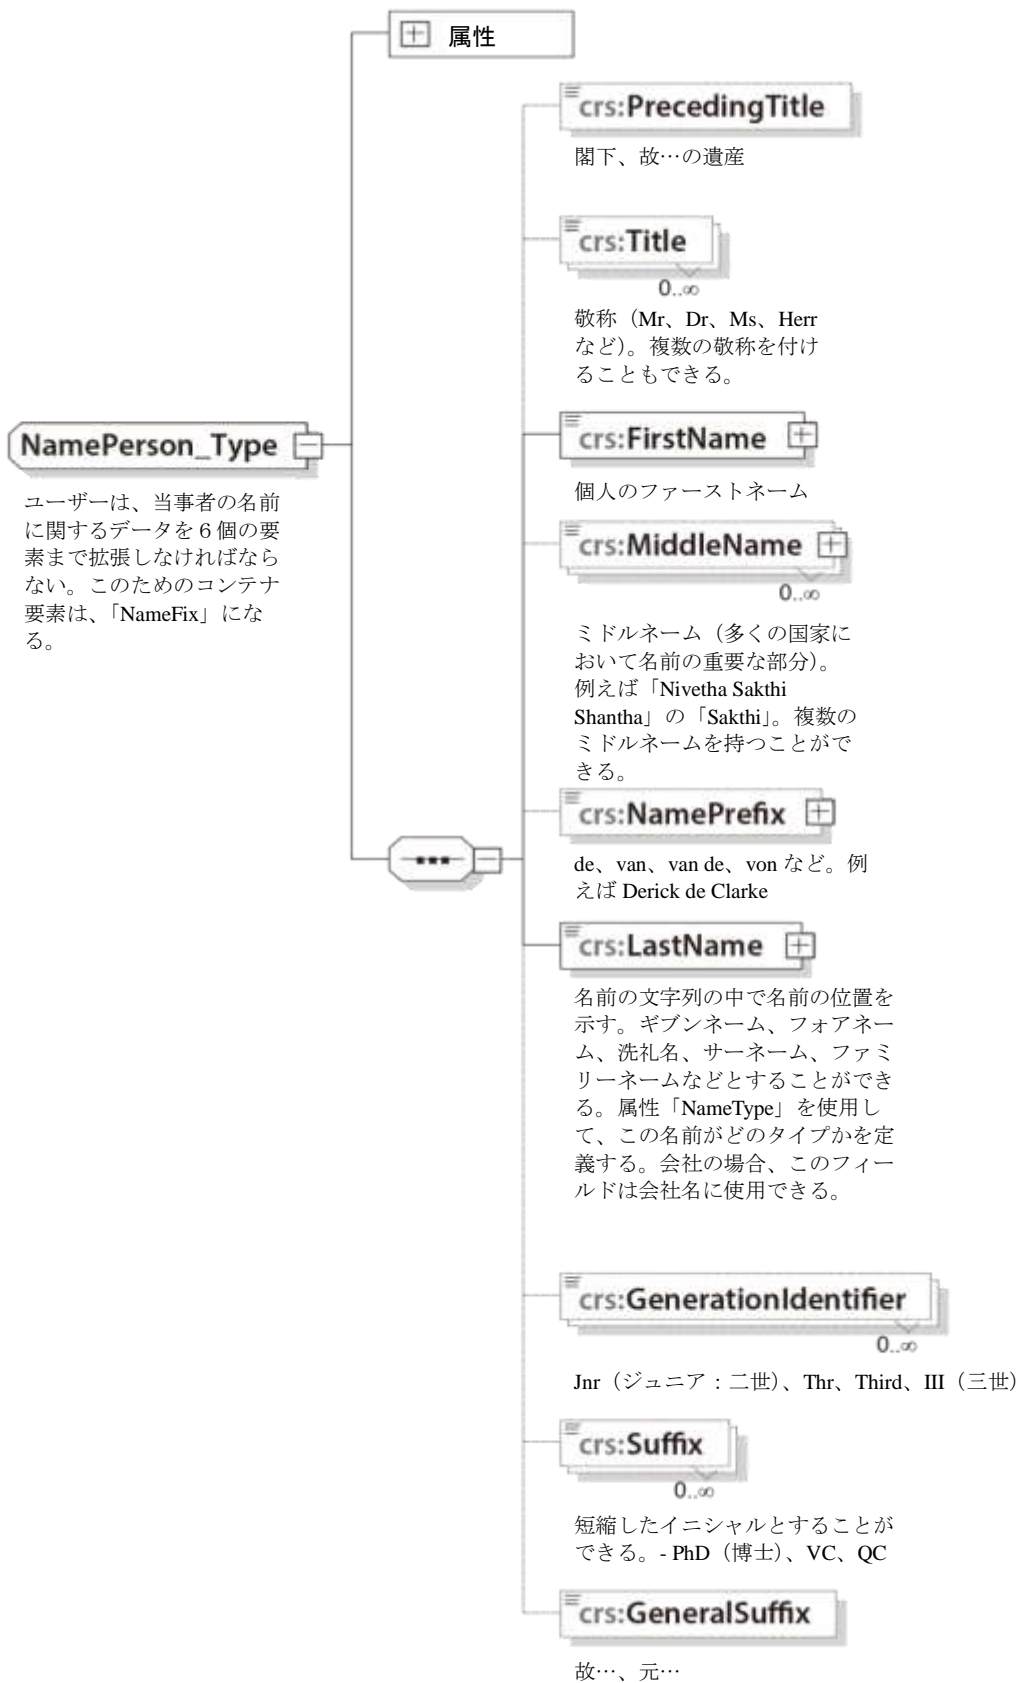 属性
crs:PrecedingTitle
閣下、故…の遺産
crs:Title
0..∞
敬称（Mr、Dr、Ms、Herr
など）。複数の敬称を付け
ることもできる。
NamePerson_Type
ユーザーは、当事者の名前
に関するデータを６個の要
素まで拡張しなければなら
ない。このためのコンテナ
要素は、「NameFix」にな
る。
crs:FirstName
個人のファーストネーム
crs:MiddleName
0..∞
ミドルネーム（多くの国家に
おいて名前の重要な部分）。
例えば「Nivetha Sakthi
Shantha」の「Sakthi」。複数の
ミドルネームを持つことがで
きる。
crs:NamePrefix
de、van、van de、von など。例
えば Derick de Clarke
crs:LastName
名前の文字列の中で名前の位置を
示す。ギブンネーム、フォアネー
ム、洗礼名、サーネーム、ファミ
リーネームなどとすることができ
る。属性「NameType」を使用し
て、この名前がどのタイプかを定
義する。会社の場合、このフィー
ルドは会社名に使用できる。
crs:GenerationIdentifier
0..∞
Jnr（ジュニア：二世）、Thr、Third、III（三世）
crs:Suffix
0..∞
短縮したイニシャルとすることが
できる。- PhD（博士）、VC、QC
crs:GeneralSuffix
故…、元…